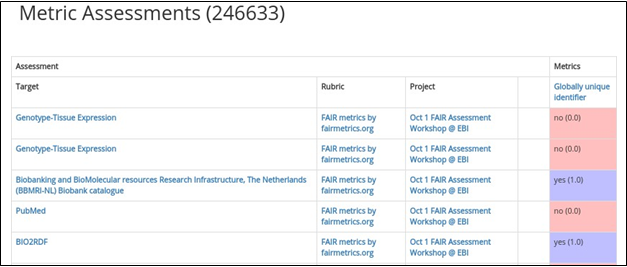 Metric Assessments (246633)
Assessment Metrics
Target Rubric Project Globally unique
identifier
Genotype-Tissue Expression FAIR metrics by Oct 1 FAIR Assessment no (0.0)
fairmetrics.org Workshop @ EBI
Genotype-Tissue Expression FAIR metrics by Oct 1 FAIR Assessment no (0.0)
fairmetrics.org Workshop @ EBI
Biobanking and BioMolecular resources Research Infrastructure, The Netherlands FAIR metrics by Oct 1 FAIR Assessment yes (1.0)
(BBMRI-NL) Biobank catalogue fairmetrics.org Workshop @ EBI
PubMed FAIR metrics by Oct 1 FAIR Assessment no (0.0)
fairmetrics.org Workshop @ EBI
BIO2RDF FAIR metrics by Oct 1 FAIR Assessment yes (1.0)
fairmetrics.org Workshop @ EBI